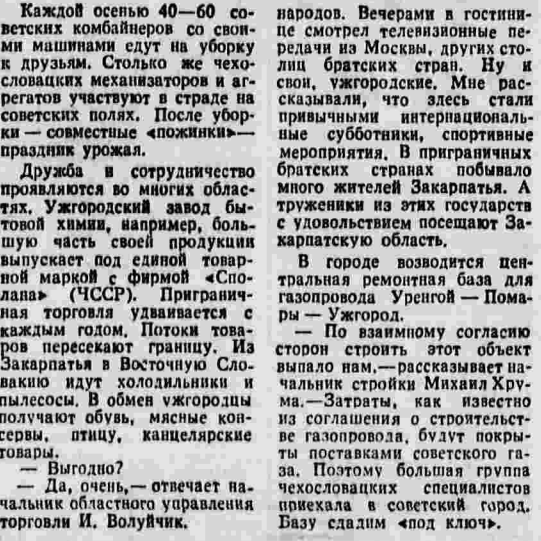 Каждой осенью 40—60 со-
ветских комбайнеров со свои-
ми машинами едут на уборку
к друзьям. Столько же чехо-
словацких механизаторов и аг-
регатов участвуют в страде на
советских полях. После убор-
ки — совместные «пожинки»—
праздник урожая.
Дружба и сотрудничество
проявляются во многих облас-
тях. Ужгородский завод бы-
товой химии, например, боль-
шую часть своей продукции
выпускает под единой товар-
ной маркой с фирмой «Спо-
лана» (ЧССР). Приграничная
ная торговля удваивается с
каждым годом. Потоки това-
ров пересекают границу. Из
Закарпатья в Восточную Сло-
вакию идут холодильники и
пылесосы. В обмен ужгородцы
получают обувь, мясные кон-
сервы, птицу, канцелярские
товары.
— Выгодно?
— Да, очень,— отвечает на-
чальник областного управления
торговли И. Волуйчик.
народов. Вечерами в гостини-
це смотрел телевизионные пе-
редачи из Москвы, других сто-
лиц братских стран. Ну и
свои, ужгородские. Мне рас-
сказывали, что здесь стали
привычными интернациональ-
ные субботники, спортивные
мероприятия. В приграничных
братских странах побывало
много жителей Закарпатья. А
труженики из этих государств
с удовольствием посещают За-
карпатскую область.
В городе возводится цен-
тральная ремонтная база для
газопровода Уренгой — Пома-
ры — Ужгород.
— По взаимному согласию
сторон строить этот объект
выпало нам,—рассказывает на-
чальник стройки Михаил Хру-
ма.—Затраты, как известно
из соглашения о строительст-
ве газопровода, будут покры-
ты поставками советского га-
за. Поэтому большая группа
чехословацких специалистов
приехала в советский город.
Базу сдадим «под ключ».